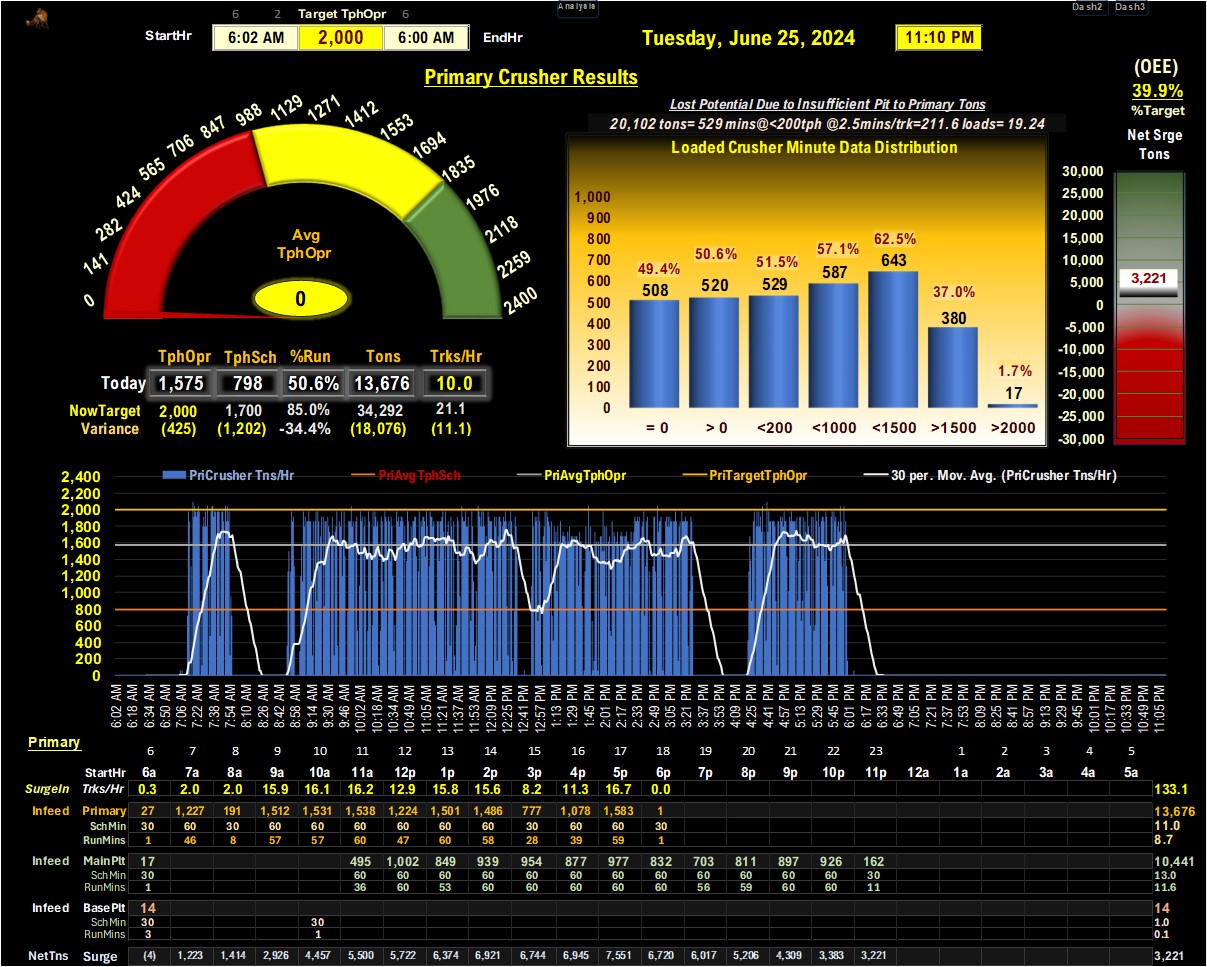 Analysis Dash2 Dash3
6 2 Target TphOpr 6
StartHr 6:02 AM 2,000 6:00 AM EndHr Tuesday, June 25, 2024 11:10 PM
(OEE)
39.9%
%Target
Net Srge
Tons
Primary Crusher Results
Lost Potential Due to Insufficient Pit to Primary Tons
20,102 tons= 529 mins@<200tph @2.5mins/trk=211.6 loads= 19.24
Loaded Crusher Minute Data Distribution
0 141 282 424 565 706 847 988 1129 1271 1412 1553 1694 1835 1976 2118 2259 2400
Avg
TphOpr
0
1,000
900
800
700
600
500
400
300
200
100
0
49.4% 50.6% 51.5% 57.1% 62.5% 37.0% 1.7%
508 520 529 587 643 380 17
= 0 > 0 <200 <1000 <1500 >1500 >2000
30,000
25,000
20,000
15,000
10,000
5,000
0
-5,000
-10,000
-15,000
-20,000
-25,000
-30,000
3,221
TphOpr TphSch %Run Tons Trks/Hr
Today 1,575 798 50.6% 13,676 10.0
NowTarget 2,000 1,700 85.0% 34,292 21.1
Variance (425) (1,202) -34.4% (18,076) (11.1)
PriCrusher Tns/Hr PriAvgTphSch PriAvgTphOpr PriTargetTphOpr 30 per. Mov. Avg. (PriCrusher Tns/Hr)
2,400
2,200
2,000
1,800
1,600
1,400
1,200
1,000
800
600
400
200
0
6:02 AM 6:18 AM 6:34 AM 6:50 AM 7:06 AM 7:22 AM 7:38 AM 7:54 AM 8:10 AM 8:26 AM 8:42 AM 8:58 AM 9:14 AM 9:30 AM 9:46 AM 10:02 AM 10:18 AM 10:34 AM 10:49 AM 11:05 AM 11:21 AM 11:37 AM 11:53 AM 12:09 PM 12:25 PM 12:41 PM 12:57 PM 1:13 PM 1:29 PM 1:45 PM 2:01 PM 2:17 PM 2:33 PM 2:49 PM 3:05 PM 3:21 PM 3:37 PM 3:53 PM 4:09 PM 4:25 PM 4:41 PM 4:57 PM 5:13 PM 5:29 PM 5:45 PM 6:01 PM 6:17 PM 6:33 PM 6:49 PM 7:05 PM 7:21 PM 7:37 PM 7:53 PM 8:09 PM 8:25 PM 8:41 PM 8:57 PM 9:13 PM 9:29 PM 9:45 PM 10:01 PM 10:17 PM 10:33 PM 10:49 PM 11:05 PM
Primary 6 7 8 9 10 11 12 13 14 15 16 17 18 19 20 21 22 23 1 2 3 4 5
StartHr 6a 7a 8a 9a 10a 11a 12p 1p 2p 3p 4p 5p 6p 7p 8p 9p 10p 11p 12a 1a 2a 3a 4a 5a
SurgeIn Trks/Hr 0.3 2.0 2.0 15.9 16.1 16.2 12.9 15.8 15.6 8.2 11.3 16.7 0.0 133.1
Infeed Primary 27 1,227 191 1,512 1,531 1,538 1,224 1,501 1,486 777 1,078 1,583 1 13,676
SchMin 30 60 30 60 60 60 60 60 60 30 60 60 30 11.0
RunMins 1 46 8 57 57 60 47 60 58 28 39 59 1 8.7
Infeed MainPlt 17 495 1,002 849 939 954 877 977 832 703 811 897 926 162 10,441
SchMin 30 60 60 60 60 60 60 60 60 60 60 60 60 30 13.0
RunMins 1 36 60 53 60 60 60 60 60 56 59 60 60 11 11.6
Infeed BasePlt 14 14
SchMin 30 30 1.0
RunMins 3 1 0.1
NetTns Surge (4) 1,223 1,414 2,926 4,457 5,500 5,722 6,374 6,921 6,744 6,945 7,551 6,720 6,017 5,206 4,309 3,383 3,221 3,221